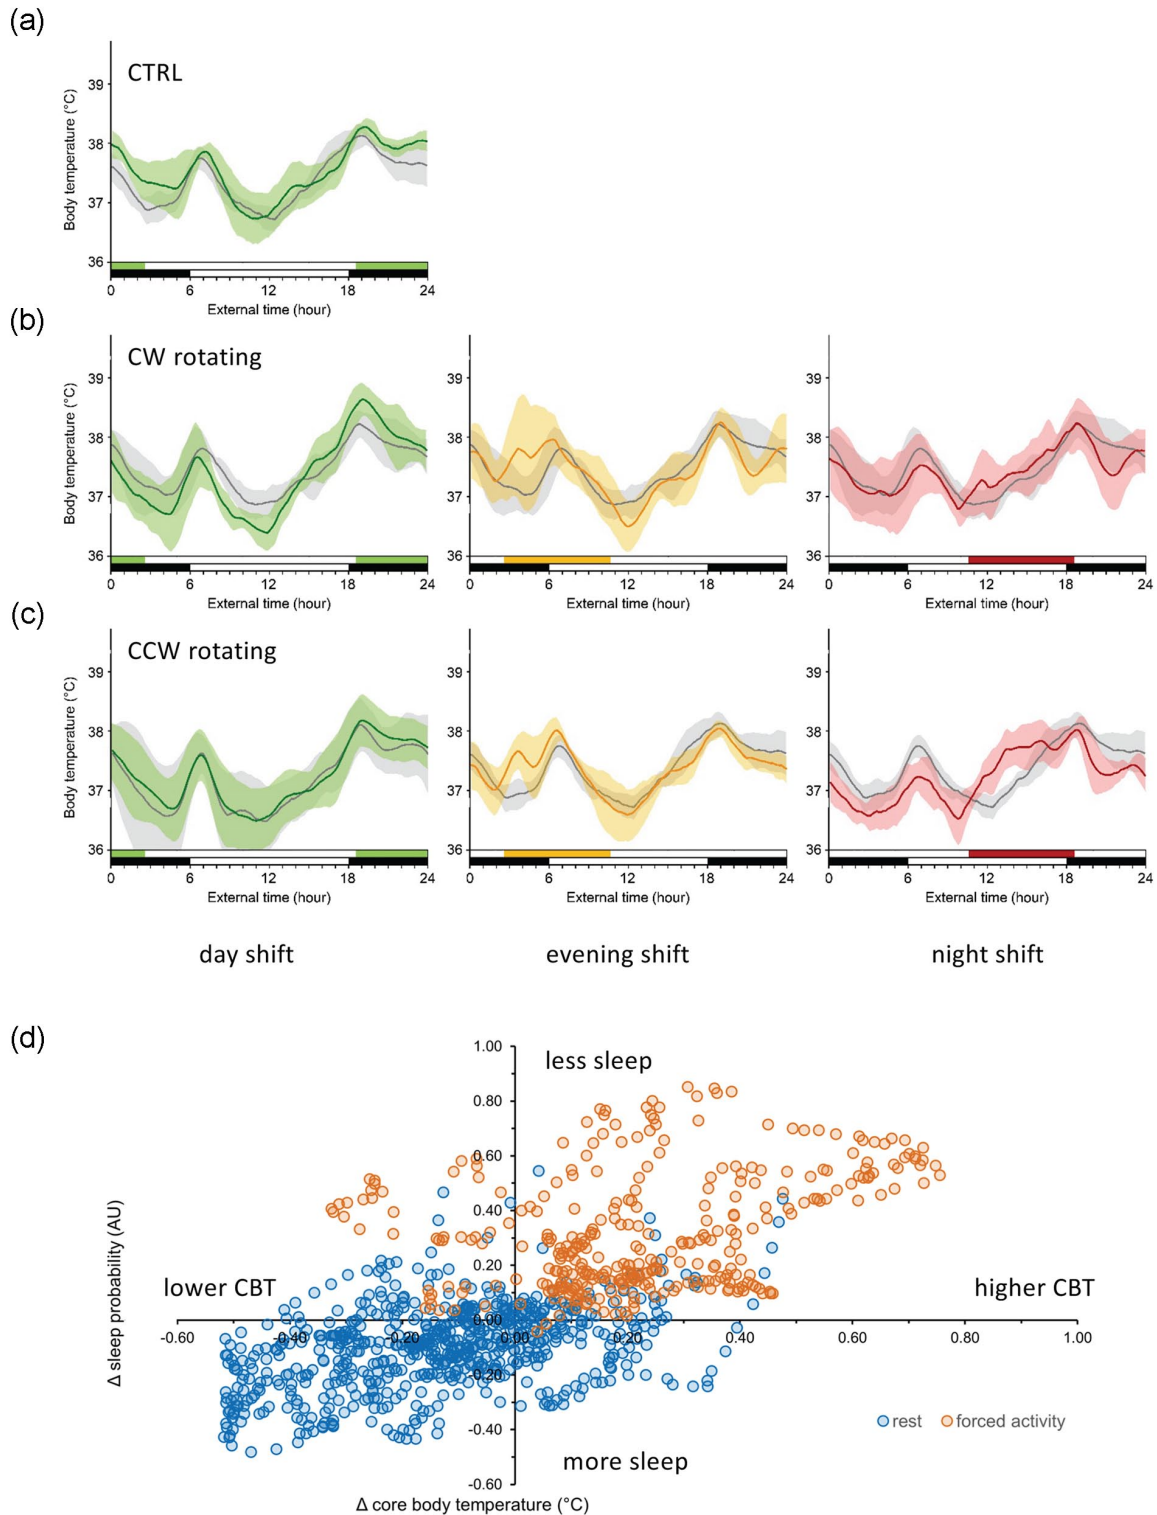 (a)
CTRL
Body temperature (°C)
39
38
37
36
0 6 12 18 24
External time (hour)
(b)
CW rotating
Body temperature (°C)
39 39 39
38 38 38
37 37 37
36 36 36
0 6 12 18 24 0 6 12 18 24 0 6 12 18 24
External time (hour) External time (hour) External time (hour)
(c)
CCW rotating
Body temperature (°C)
39 39 39
38 38 38
37 37 37
36 36 36
0 6 12 18 24 0 6 12 18 24 0 6 12 18 24
External time (hour) External time (hour) External time (hour)
day shift evening shift night shift
(d)
1.00
less sleep
0.80
0.60
0.40
0.20
lower CBT higher CBT
0.00
-0.60 -0.40 -0.20 0.00 0.20 0.40 0.60 0.80 1.00
-0.20
-0.40
rest forced activity
more sleep
-0.60
Δ sleep probability (AU)
Δ core body temperature (°C)